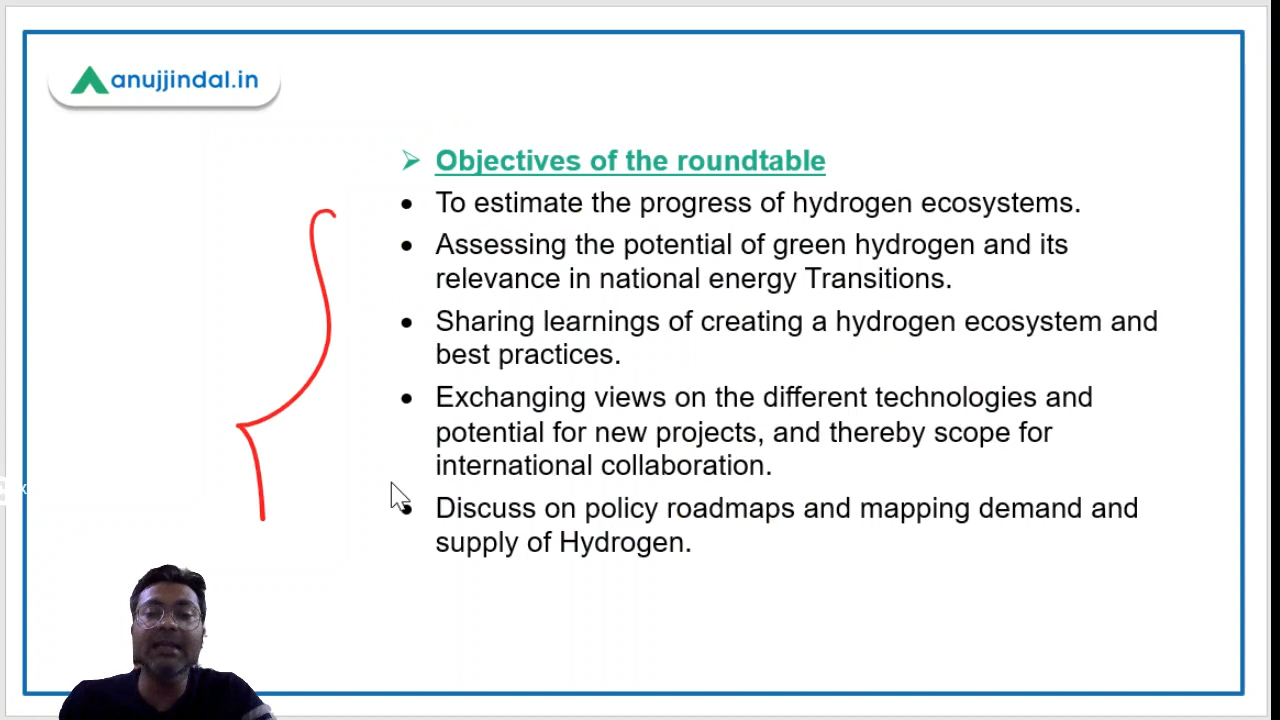 anujjindal.in
➢ Objectives of the roundtable
• To estimate the progress of hydrogen ecosystems.
• Assessing the potential of green hydrogen and its
relevance in national energy Transitions.
• Sharing learnings of creating a hydrogen ecosystem and
best practices.
• Exchanging views on the different technologies and
potential for new projects, and thereby scope for
international collaboration.
• Discuss on policy roadmaps and mapping demand and
supply of Hydrogen.